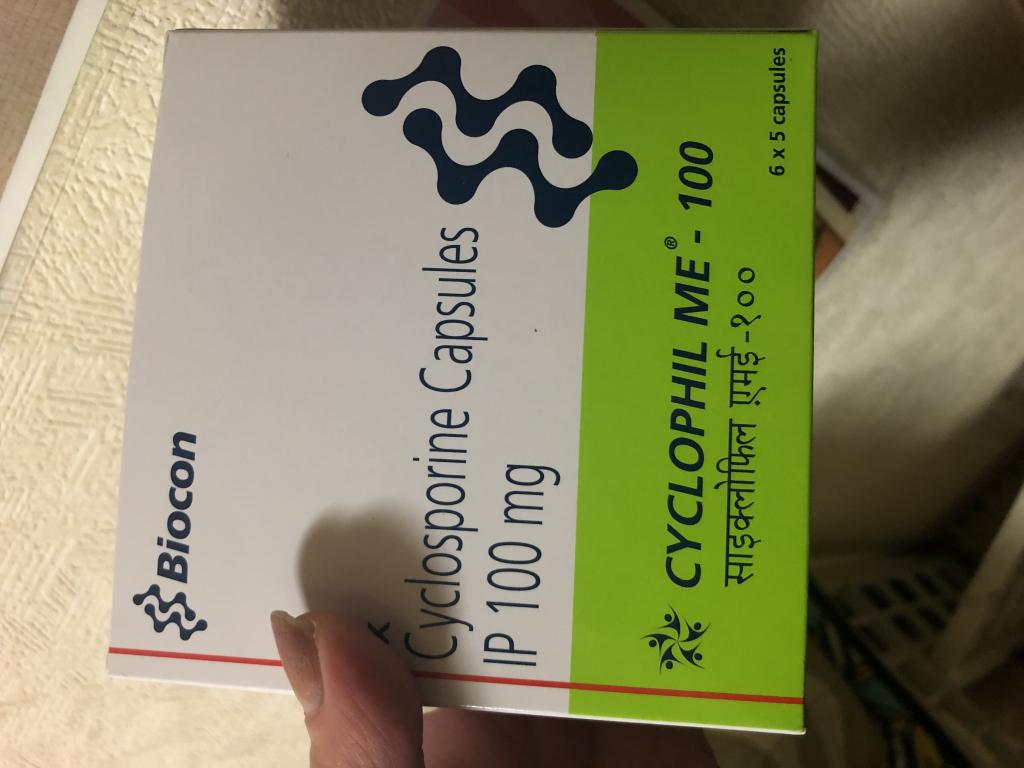 Biocon
Cyclosporine Capsules
IP 100 mg
CYCLOPHIL ME® - 100
साइक्लोफिल एमई -१००
6 x 5 capsules